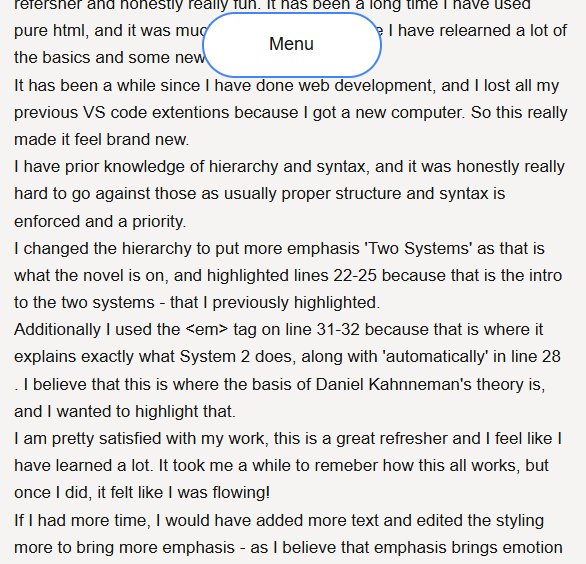 refersher and honestly really fun. It has been a long time I have used
pure html, and it was I have relearned a lot of
Menu
the basics and some new
It has been a while since I have done web development, and I lost all my
previous VS code extentions because I got a new computer. So this really
made it feel brand new.
I have prior knowledge of hierarchy and syntax, and it was honestly really
hard to go against those as usually proper structure and syntax is
enforced and a priority.
I changed the hierarchy to put more emphasis 'Two Systems' as that is
what the novel is on, and highlighted lines 22-25 because that is the intro
to the two systems - that I previously highlighted.
Additionally I used the <em> tag on line 31-32 because that is where it
explains exactly what System 2 does, along with 'automatically' in line 28
. I believe that this is where the basis of Daniel Kahnneman's theory is,
and I wanted to highlight that.
I am pretty satisfied with my work, this is a great refresher and I feel like I
have learned a lot. It took me a while to remeber how this all works, but
once I did, it felt like I was flowing!
If I had more time, I would have added more text and edited the styling
more to bring more emphasis - as I believe that emphasis brings emotion